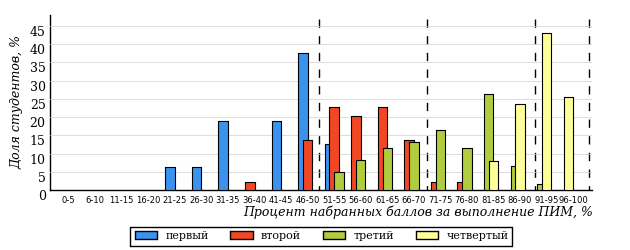 Доля студентов, %
45
40
35
30
25
20
15
10
5
0
0-5 6-10 11-15 16-20 21-25 26-30 31-35 36-40 41-45 46-50 51-55 56-60 61-65 66-70 71-75 76-80 81-85 86-90 91-95 96-100
Процент набранных баллов за выполнение ПИМ, %
первый второй третий четвертый